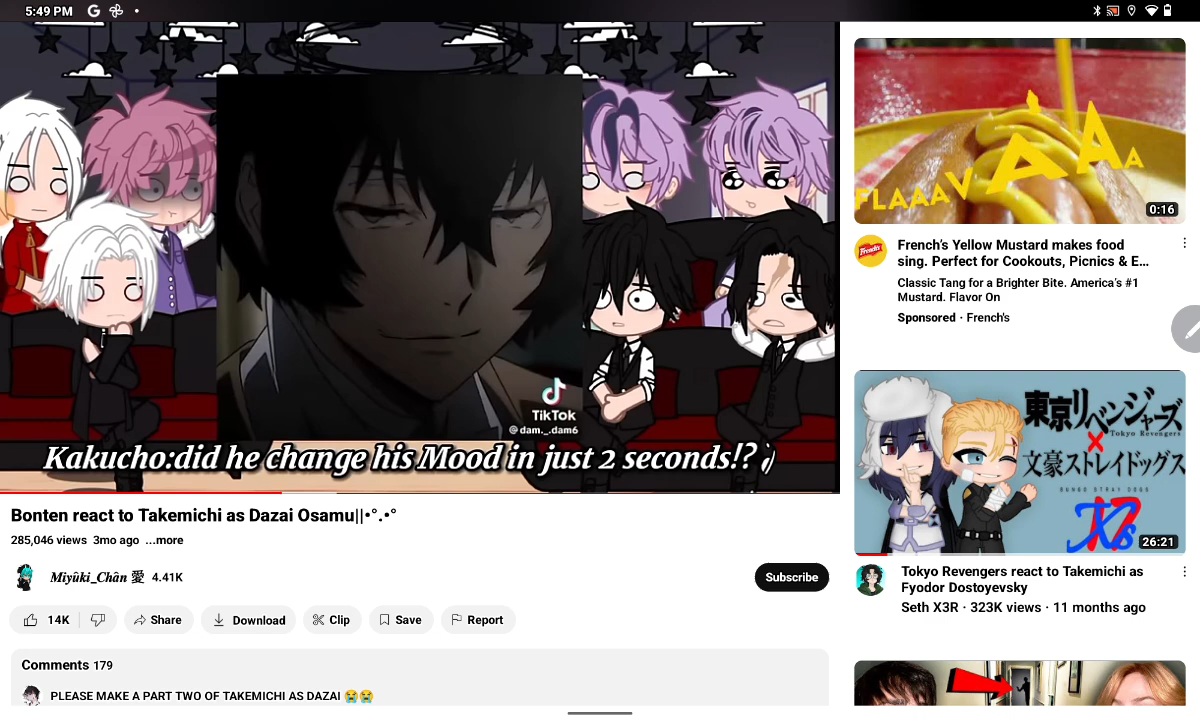 5:49 PM
TikTok
@dam._.dam6
Kakucho:did he change his Mood in just 2 seconds!? ;)
Bonten react to Takemichi as Dazai Osamu||•°.•°
285,046 views 3mo ago ...more
Mïyûki_Chân 愛 4.41K
Subscribe
14K
Share
Download
Clip
Save
Report
Comments 179
PLEASE MAKE A PART TWO OF TAKEMICHI AS DAZAI 😭😭
FLAAAVAAA
0:16
French's
French's Yellow Mustard makes food
sing. Perfect for Cookouts, Picnics & E...
Classic Tang for a Brighter Bite. America's #1
Mustard. Flavor On
Sponsored · French's
東京リベンジャーズ
Tokyo Revengers
×
文豪ストレイドッグス
BUNGO STRAY DOGS
26:21
Tokyo Revengers react to Takemichi as
Fyodor Dostoyevsky
Seth X3R · 323K views · 11 months ago